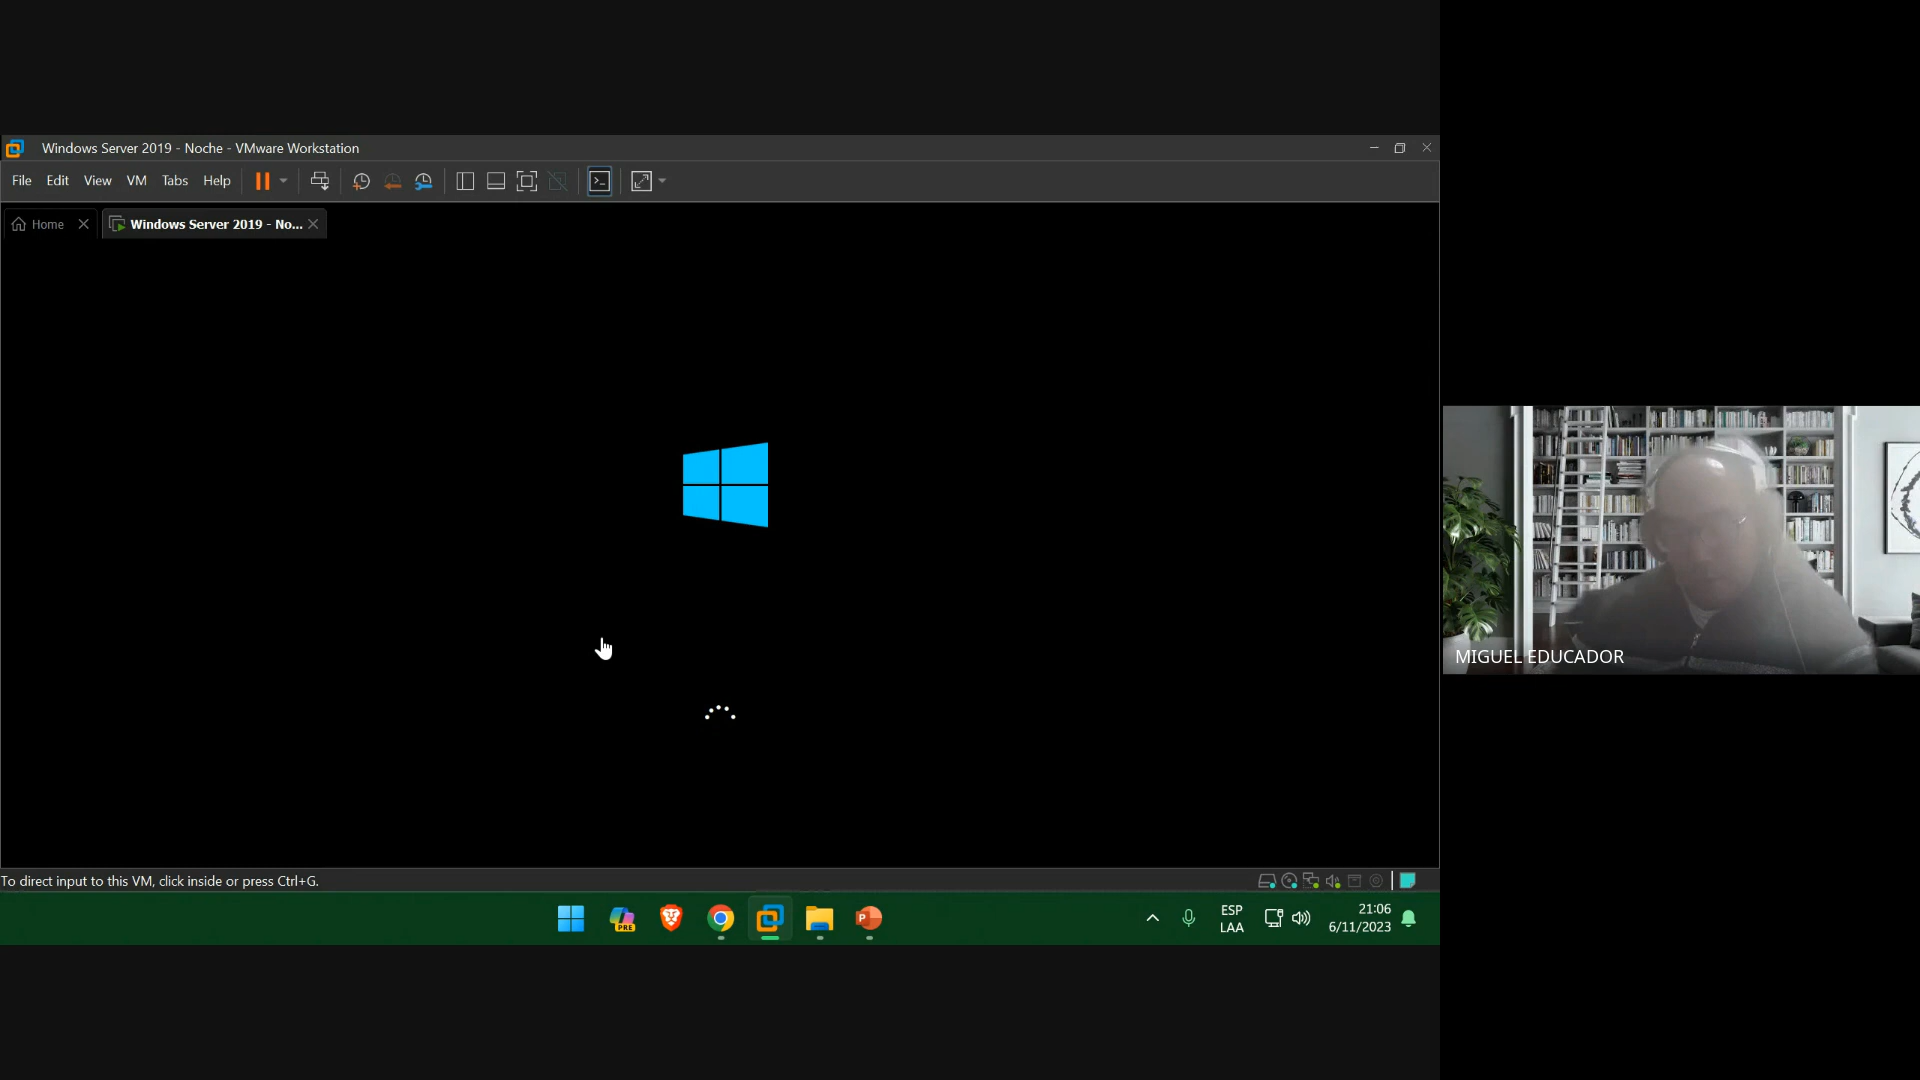 Windows Server 2019 - Noche - VMware Workstation
File Edit View VM Tabs Help
Home
Windows Server 2019 - No...
MIGUEL EDUCADOR
To direct input to this VM, click inside or press Ctrl+G.
PRE
P
ESP
LAA
21:06
6/11/2023